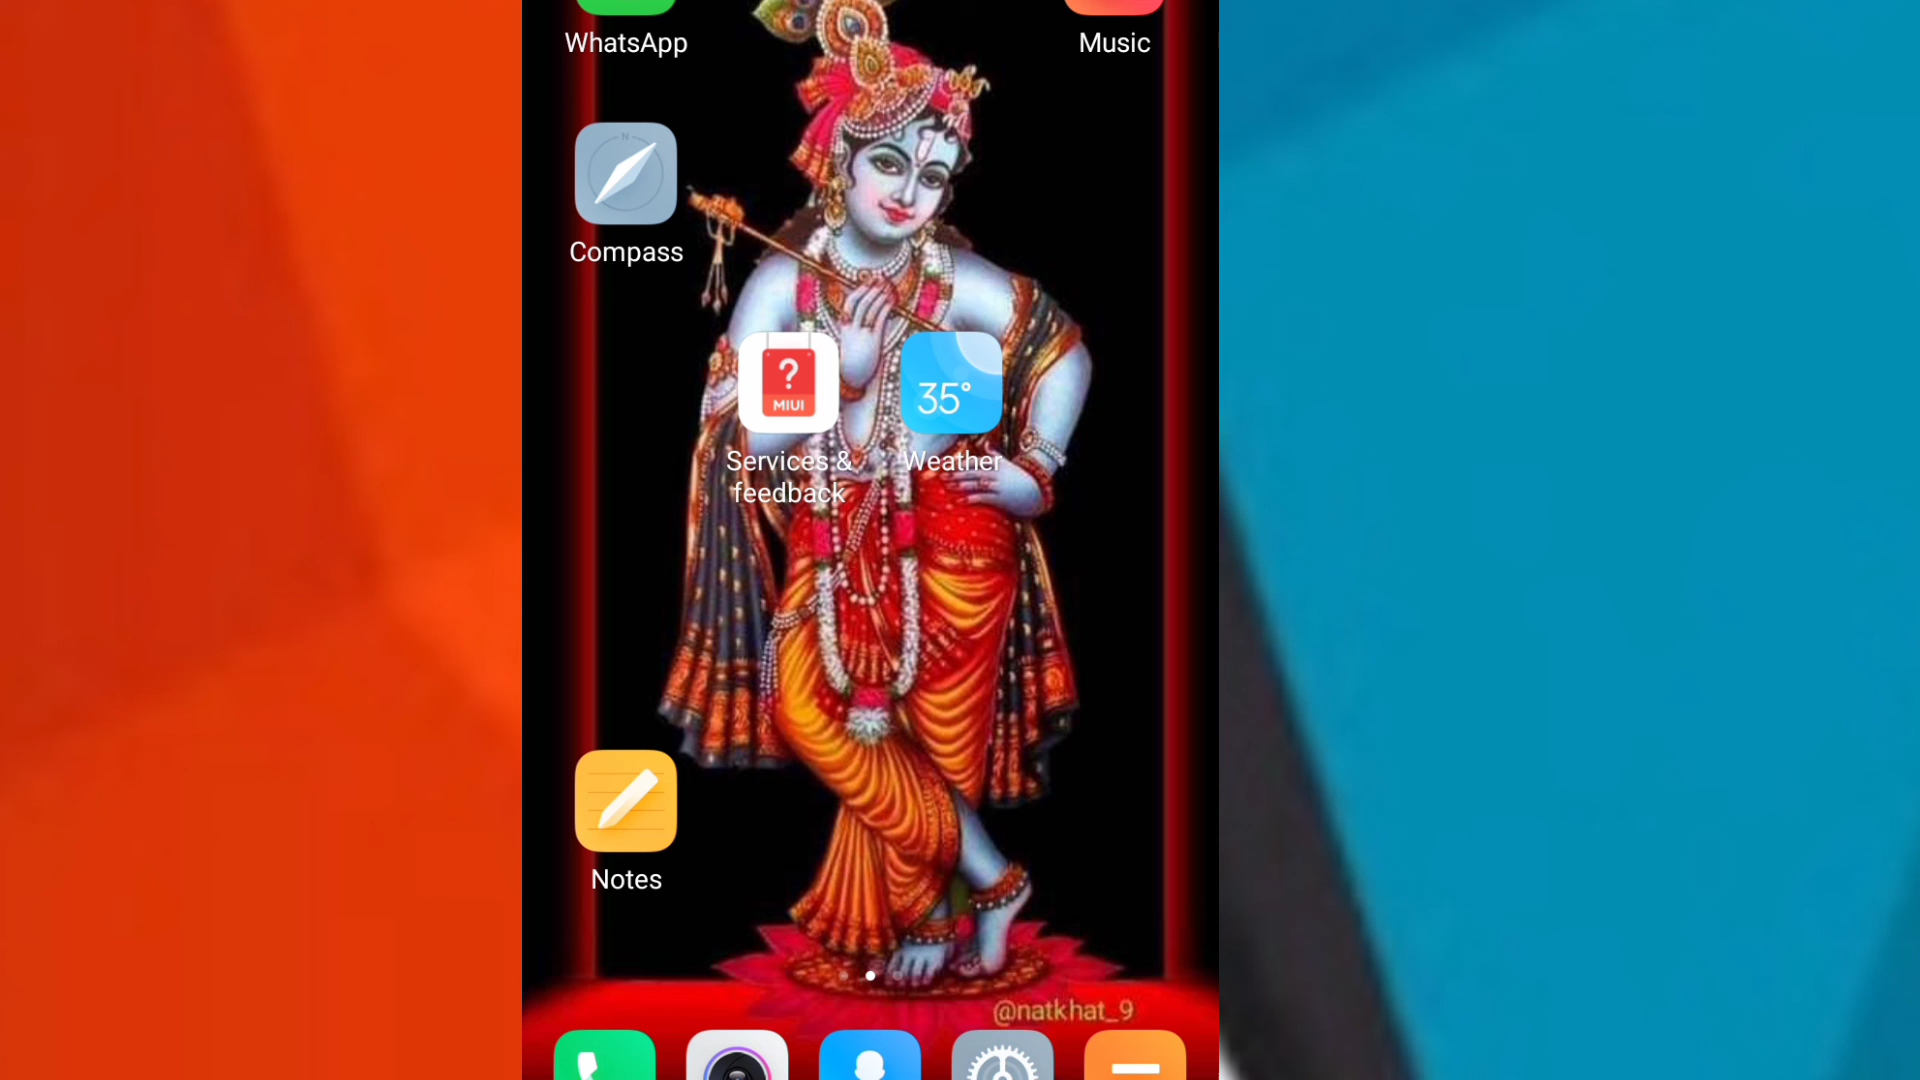 WhatsApp
Music
N
Compass
?
MIUI
35°
Services &
feedback
Weather
Notes
@natkhat_9